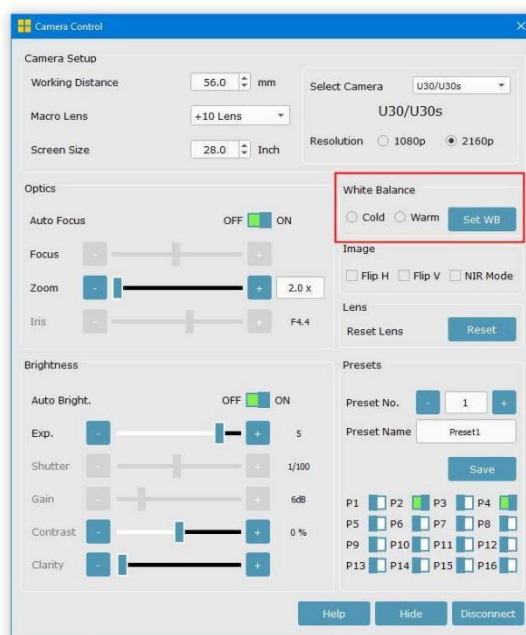 Camera Control
Camera Setup
Working Distance 56.0 mm
Macro Lens +10 Lens
Screen Size 28.0 Inch
Select Camera U30/U30s
U30/U30s
Resolution 1080p 2160p
Optics
Auto Focus OFF ON
Focus - +
Zoom - + 2.0 x
Iris - + F4.4
White Balance
Cold Warm Set WB
Image
Flip H Flip V NIR Mode
Lens
Reset Lens Reset
Brightness
Auto Bright. OFF ON
Exp. - + 5
Shutter - + 1/100
Gain - + 6dB
Contrast - + 0 %
Clarity - +
Presets
Preset No. - 1 +
Preset Name Preset1
Save
P1 P2 P3 P4
P5 P6 P7 P8
P9 P10 P11 P12
P13 P14 P15 P16
Help Hide Disconnect